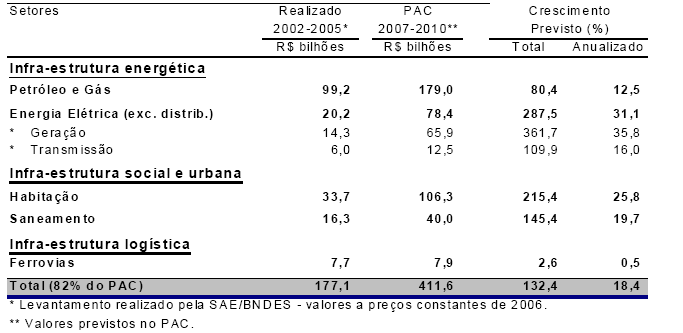 Setores Realizado PAC Crescimento
2002-2005* 2007-2010** Previsto (%)
R$ bilhões R$ bilhões Total Anualizado
Infra-estrutura energética
Petróleo e Gás 99,2 179,0 80,4 12,5
Energia Elétrica (exc. distrib.) 20,2 78,4 287,5 31,1
* Geração 14,3 65,9 361,7 35,8
* Transmissão 6,0 12,5 109,9 16,0
Infra-estrutura social e urbana
Habitação 33,7 106,3 215,4 25,8
Saneamento 16,3 40,0 145,4 19,7
Infra-estrutura logística
Ferrovias 7,7 7,9 2,6 0,5
Total (82% do PAC) 177,1 411,6 132,4 18,4
* Levantamento realizado pela SAE/BNDES - valores a preços constantes de 2006.
** Valores previstos no PAC.